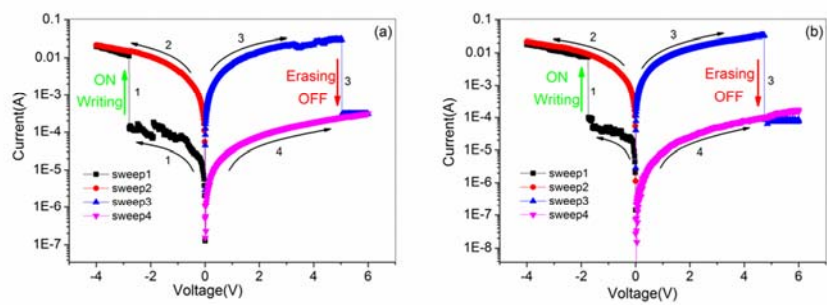 (a)
0.1
0.01
1E-3
1E-4
1E-5
1E-6
1E-7
Current(A)
2
3
ON
Writing
1
Erasing
OFF
3
1
4
sweep1
sweep2
sweep3
sweep4
-4
-2
0
2
4
6
Voltage(V)
(b)
0.1
0.01
1E-3
1E-4
1E-5
1E-6
1E-7
1E-8
Current(A)
2
3
ON
Writing
1
Erasing
OFF
3
1
4
sweep1
sweep2
sweep3
sweep4
-4
-2
0
2
4
6
Voltage(V)